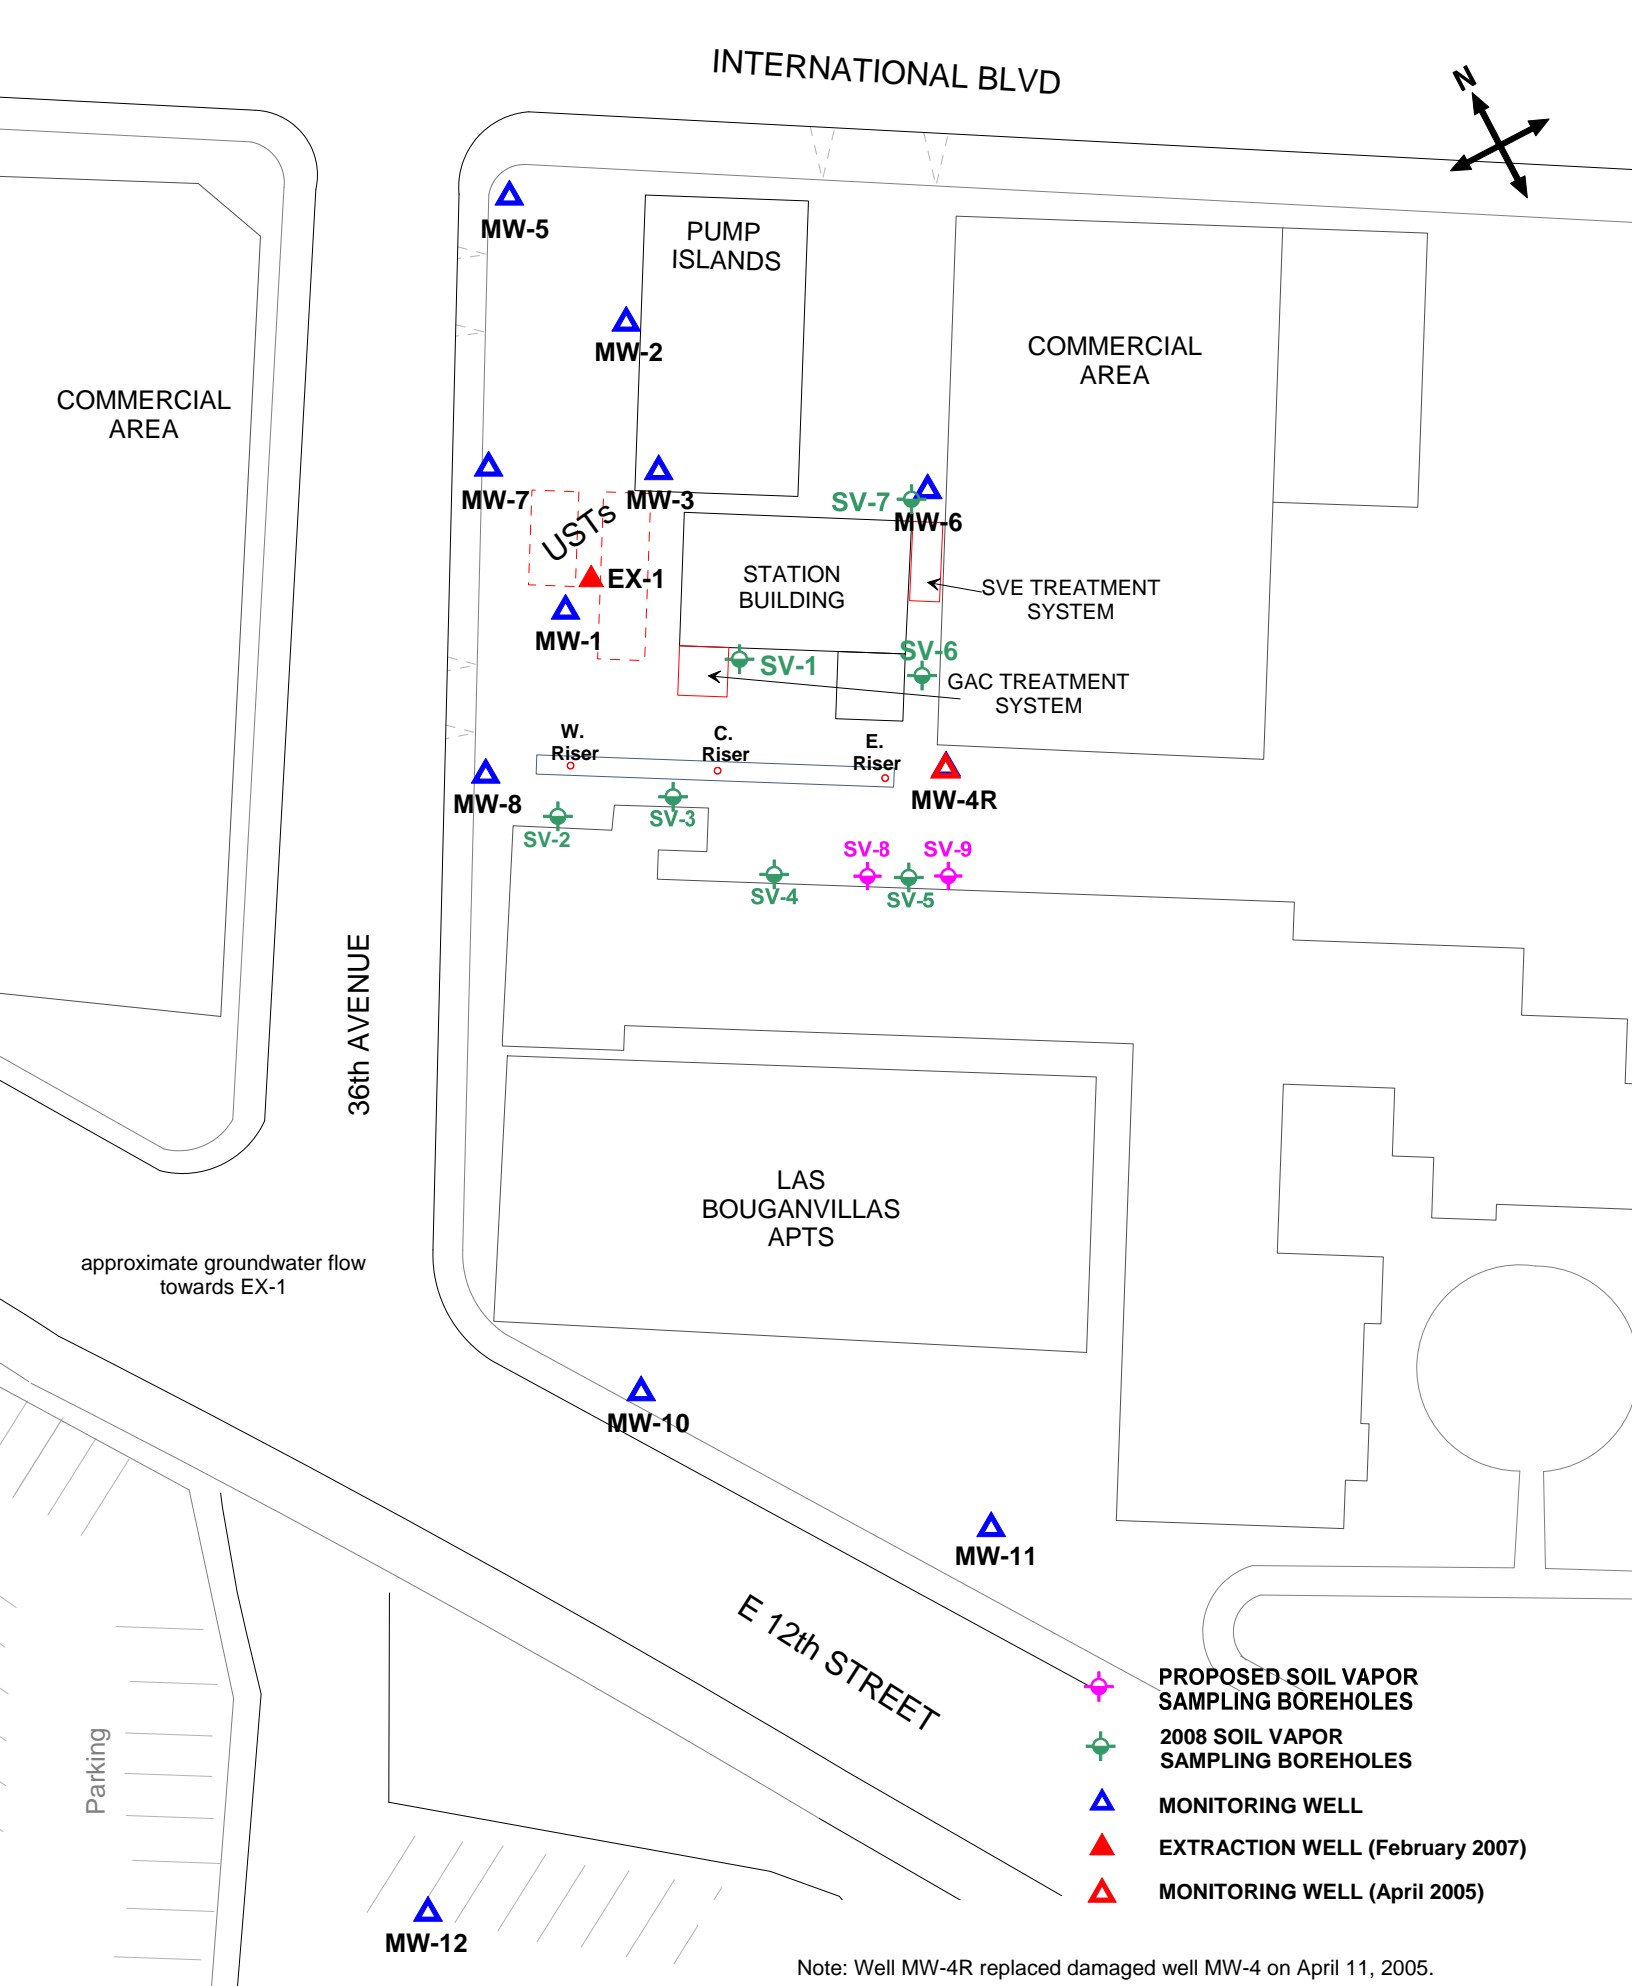 INTERNATIONAL BLVD
N
MW-5
PUMP
ISLANDS
MW-2
COMMERCIAL
AREA
COMMERCIAL
AREA
MW-7
MW-3
USTs
SV-7
MW-6
EX-1
STATION
BUILDING
SVE TREATMENT
SYSTEM
MW-1
SV-1
SV-6
GAC TREATMENT
SYSTEM
W.
Riser
C.
Riser
E.
Riser
MW-8
MW-4R
SV-2
SV-3
SV-8
SV-9
SV-4
SV-5
36th AVENUE
LAS
BOUGANVILLAS
APTS
approximate groundwater flow
towards EX-1
MW-10
MW-11
E 12th STREET
Parking
MW-12
PROPOSED SOIL VAPOR
SAMPLING BOREHOLES
2008 SOIL VAPOR
SAMPLING BOREHOLES
MONITORING WELL
EXTRACTION WELL (February 2007)
MONITORING WELL (April 2005)
Note: Well MW-4R replaced damaged well MW-4 on April 11, 2005.